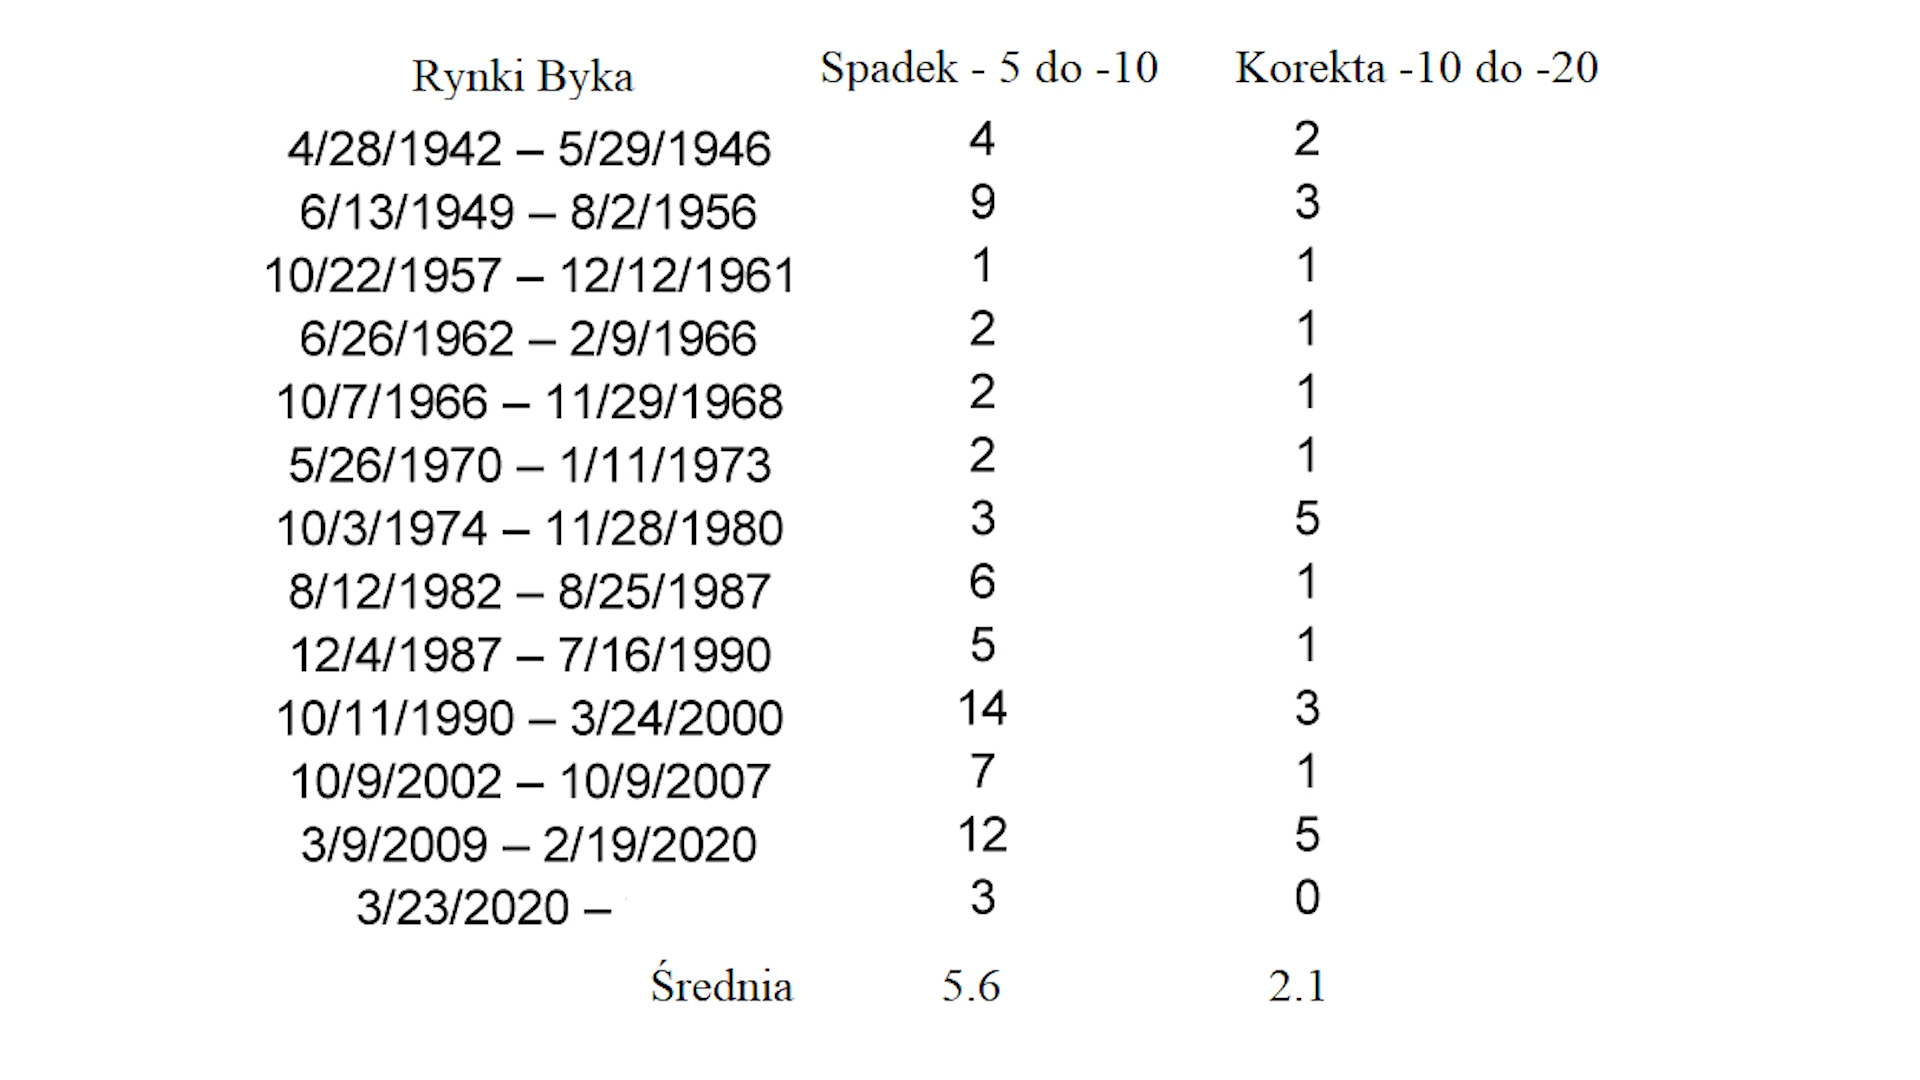 Rynki Byka Spadek - 5 do -10 Korekta -10 do -20
4/28/1942 – 5/29/1946 4 2
6/13/1949 – 8/2/1956 9 3
10/22/1957 – 12/12/1961 1 1
6/26/1962 – 2/9/1966 2 1
10/7/1966 – 11/29/1968 2 1
5/26/1970 – 1/11/1973 2 1
10/3/1974 – 11/28/1980 3 5
8/12/1982 – 8/25/1987 6 1
12/4/1987 – 7/16/1990 5 1
10/11/1990 – 3/24/2000 14 3
10/9/2002 – 10/9/2007 7 1
3/9/2009 – 2/19/2020 12 5
3/23/2020 – 3 0
Średnia 5.6 2.1